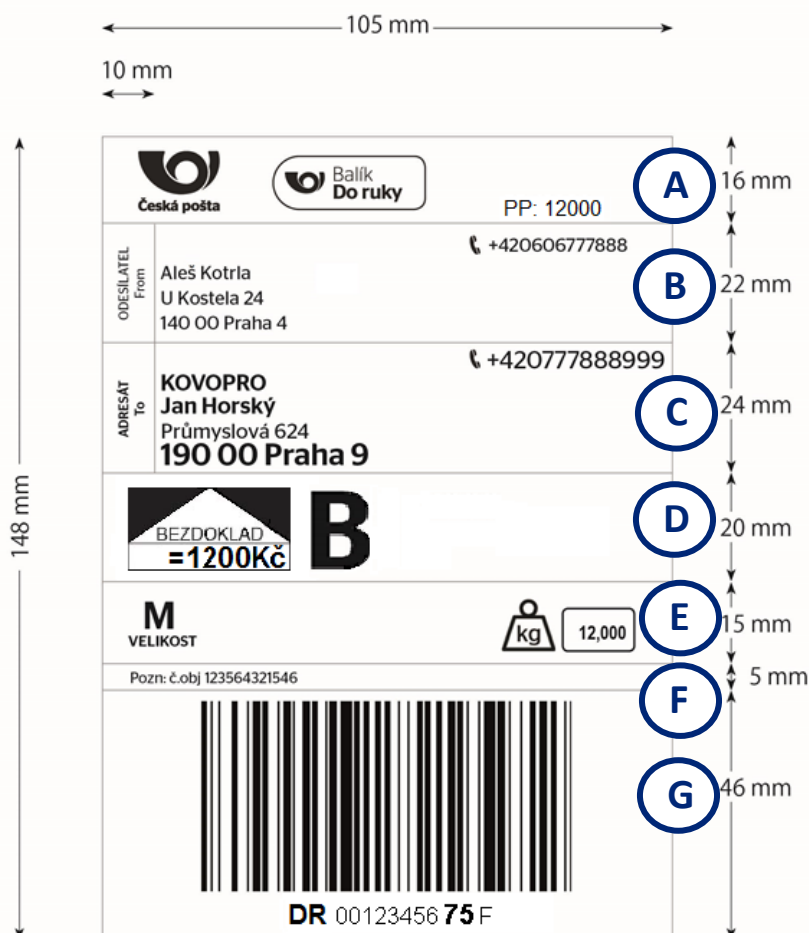 105 mm
10 mm
148 mm
Česká pošta
Balík
Do ruky
PP: 12000
A
16 mm
ODESÍLATEL
From
+420606777888
Aleš Kotrla
U Kostela 24
140 00 Praha 4
B
22 mm
ADRESÁT
To
+420777888999
KOVOPRO
Jan Horský
Průmyslová 624
190 00 Praha 9
C
24 mm
BEZDOKLAD
=1200Kč
B
D
20 mm
M
VELIKOST
kg
12,000
E
15 mm
Pozn: č.obj 123564321546
5 mm
F
G
46 mm
DR 00123456 75 F